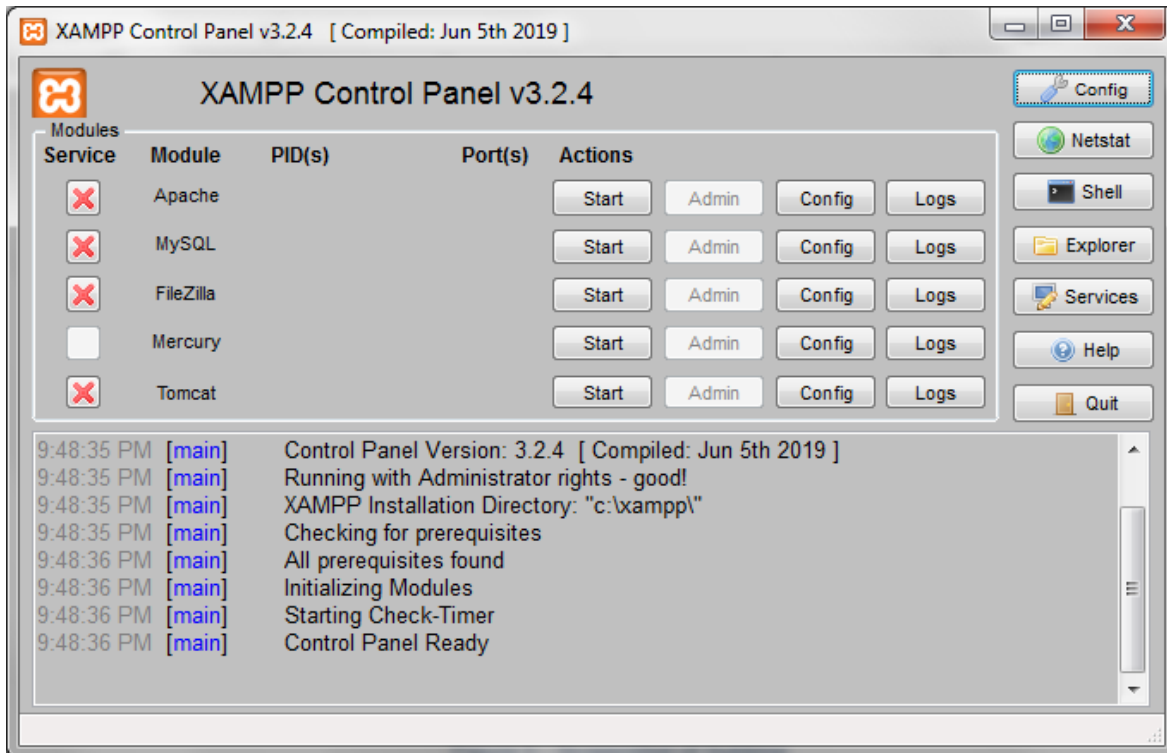 XAMPP Control Panel v3.2.4 [ Compiled: Jun 5th 2019 ]
XAMPP Control Panel v3.2.4
Config
Modules
Netstat
Service Module PID(s) Port(s) Actions
Apache Start Admin Config Logs
Shell
MySQL Start Admin Config Logs
Explorer
FileZilla Start Admin Config Logs
Services
Mercury Start Admin Config Logs
Help
Tomcat Start Admin Config Logs
Quit
9:48:35 PM [main] Control Panel Version: 3.2.4 [ Compiled: Jun 5th 2019 ]
9:48:35 PM [main] Running with Administrator rights - good!
9:48:35 PM [main] XAMPP Installation Directory: "c:\xampp\"
9:48:35 PM [main] Checking for prerequisites
9:48:36 PM [main] All prerequisites found
9:48:36 PM [main] Initializing Modules
9:48:36 PM [main] Starting Check-Timer
9:48:36 PM [main] Control Panel Ready